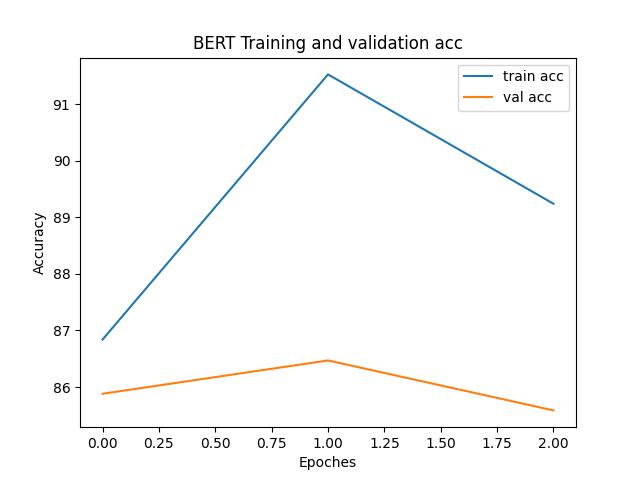 BERT Training and validation acc
train acc
val acc
Accuracy
91
90
89
88
87
86
0.00 0.25 0.50 0.75 1.00 1.25 1.50 1.75 2.00
Epoches